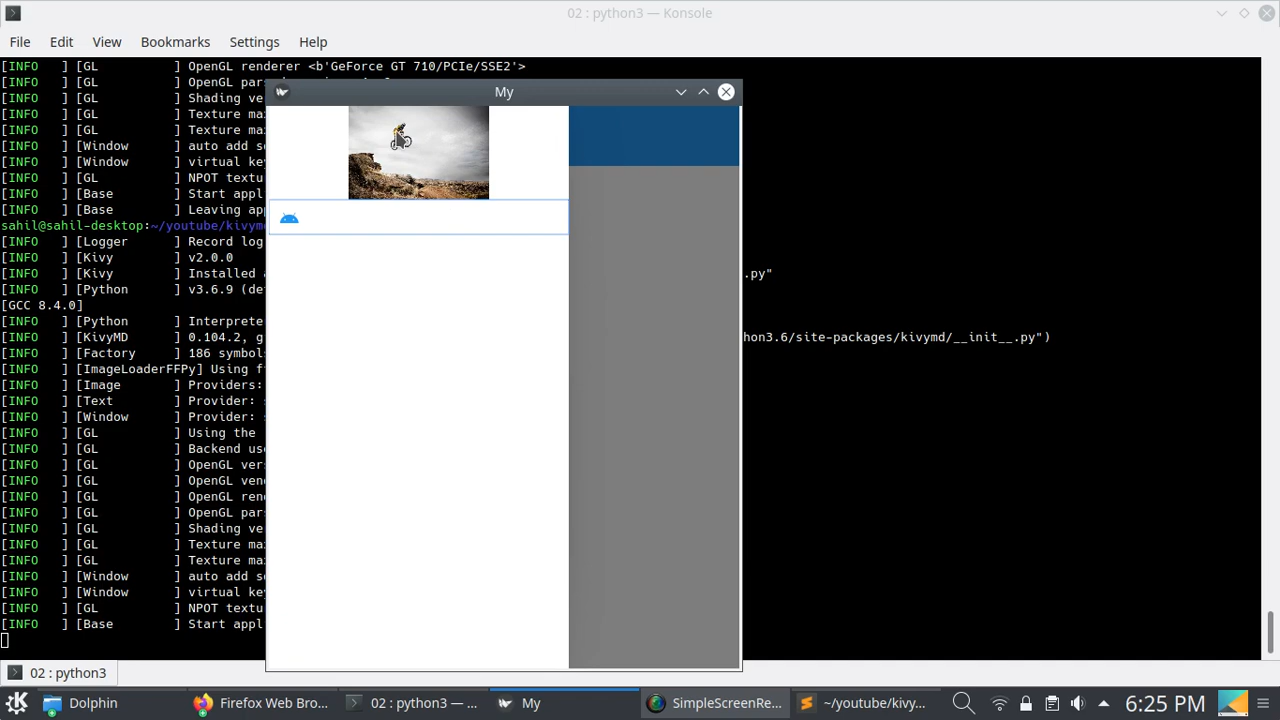 02 : python3 — Konsole
File Edit View Bookmarks Settings Help
[INFO   ] [GL          ] OpenGL renderer <b'GeForce GT 710/PCIe/SSE2'>
[INFO   ] [GL          ] OpenGL par
[INFO   ] [GL          ] Shading ve
[INFO   ] [GL          ] Texture ma
[INFO   ] [GL          ] Texture ma
[INFO   ] [Window      ] auto add s
[INFO   ] [Window      ] virtual ke
[INFO   ] [GL          ] NPOT textu
[INFO   ] [Base        ] Start appl
[INFO   ] [Base        ] Leaving ap
sahil@sahil-desktop:~/youtube/kivym
[INFO   ] [Logger      ] Record log
[INFO   ] [Kivy        ] v2.0.0
[INFO   ] [Kivy        ] Installed .py"
[INFO   ] [Python      ] v3.6.9 (de
[GCC 8.4.0]
[INFO   ] [Python      ] Interprete
[INFO   ] [KivyMD      ] 0.104.2, g hon3.6/site-packages/kivymd/__init__.py")
[INFO   ] [Factory     ] 186 symbol
[INFO   ] [ImageLoaderFFPy] Using f
[INFO   ] [Image       ] Providers:
[INFO   ] [Text        ] Provider:
[INFO   ] [Window      ] Provider:
[INFO   ] [GL          ] Using the
[INFO   ] [GL          ] Backend us
[INFO   ] [GL          ] OpenGL ver
[INFO   ] [GL          ] OpenGL ven
[INFO   ] [GL          ] OpenGL ren
[INFO   ] [GL          ] OpenGL par
[INFO   ] [GL          ] Shading ve
[INFO   ] [GL          ] Texture ma
[INFO   ] [GL          ] Texture ma
[INFO   ] [Window      ] auto add s
[INFO   ] [Window      ] virtual ke
[INFO   ] [GL          ] NPOT textu
[INFO   ] [Base        ] Start appl
My
02 : python3
Dolphin
Firefox Web Bro...
02 : python3 — ...
My
SimpleScreenRe...
~/youtube/kivy...
6:25 PM